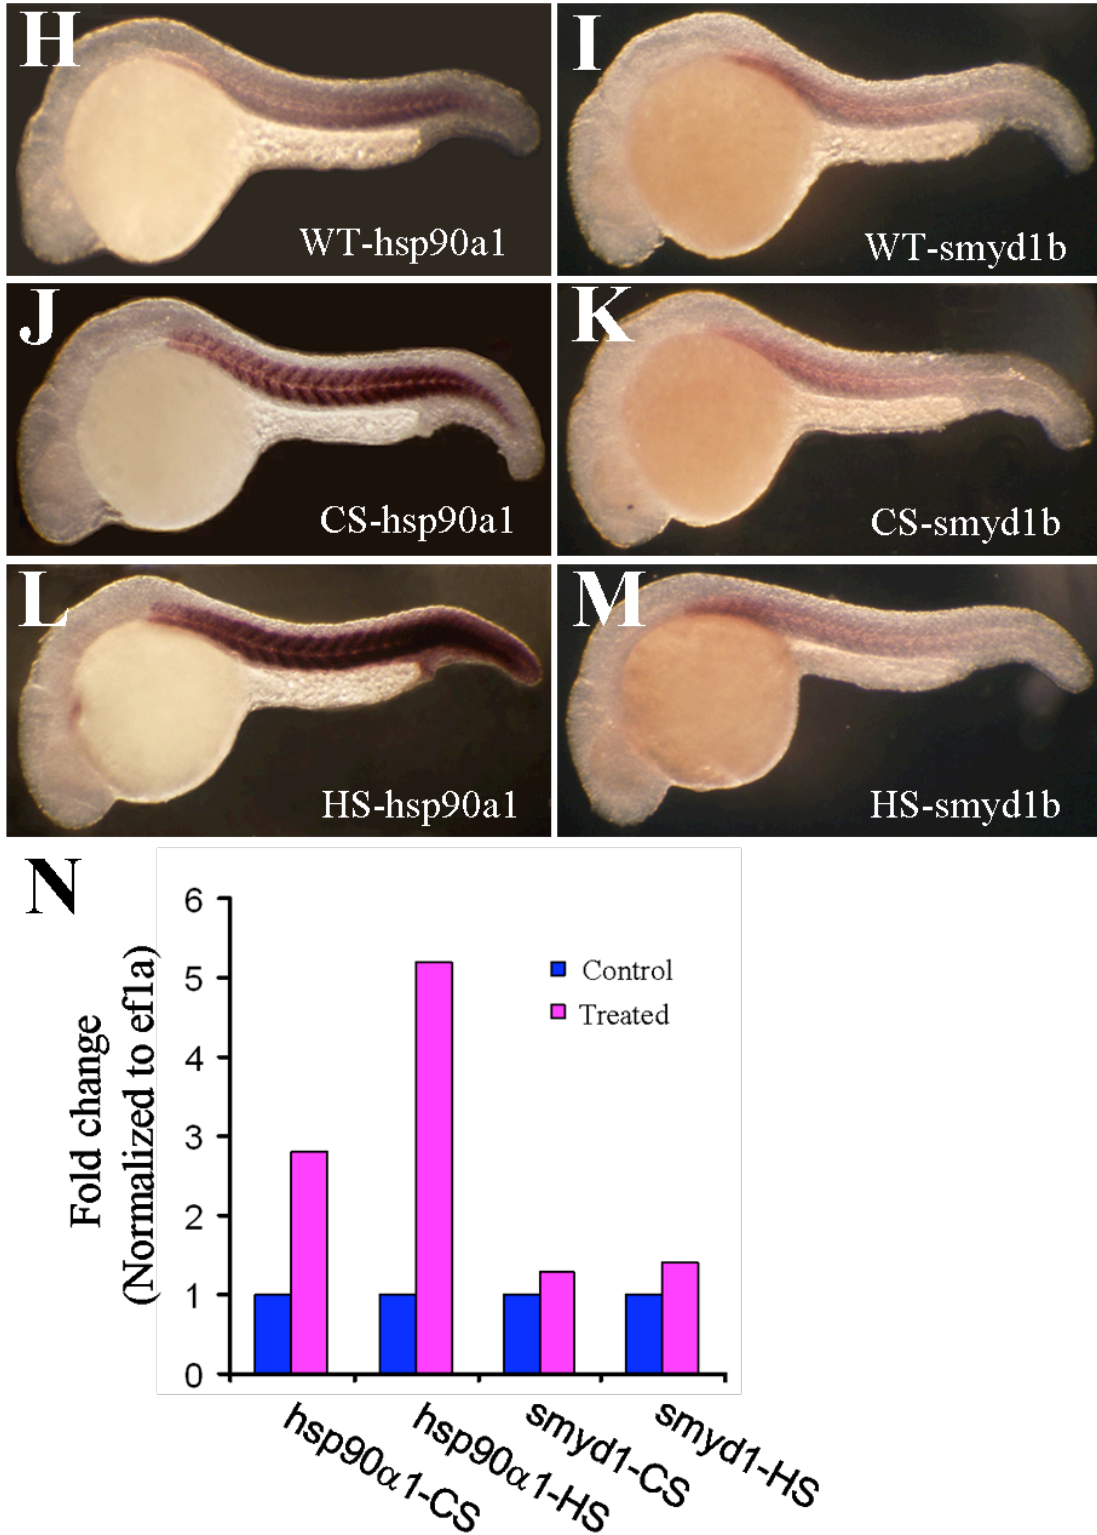 H
WT-hsp90a1
I
WT-smyd1b
J
CS-hsp90a1
K
CS-smyd1b
L
HS-hsp90a1
M
HS-smyd1b
N
Fold change
(Normalized to ef1a)
6
5
4
3
2
1
0
Control
Treated
hsp90α1-CS
hsp90α1-HS
smyd1-CS
smyd1-HS